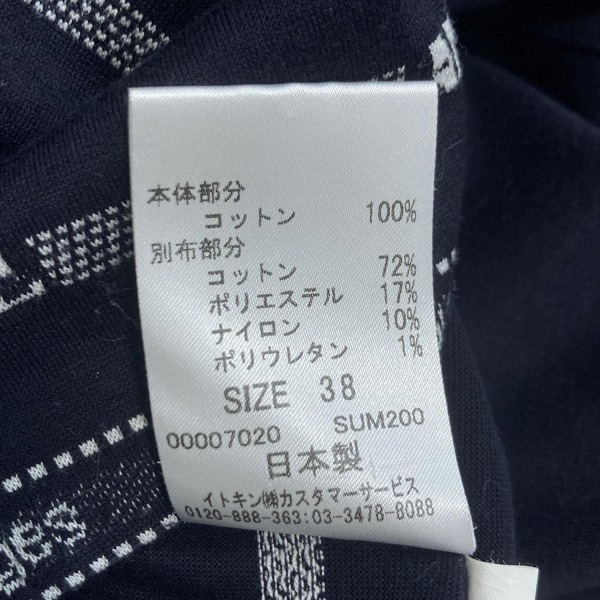 本体部分
コットン 100%
別布部分
コットン 72%
ポリエステル 17%
ナイロン 10%
ポリウレタン 1%
SIZE 38
00007020 SUM200
日本製
イトキン㈱カスタマーサービス
0120-888-363:03-3478-8088
ges